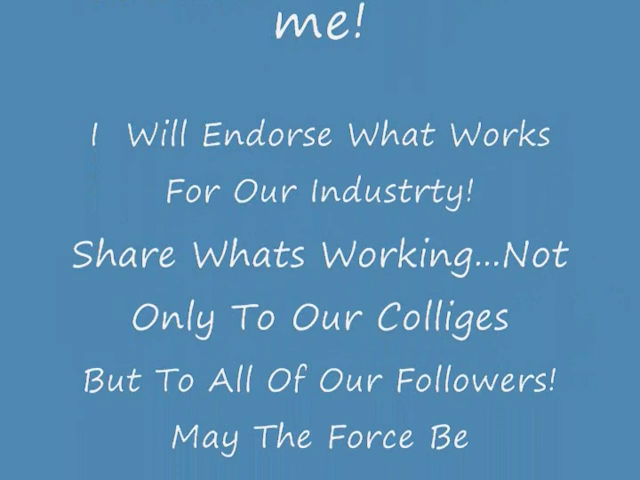 me!
I Will Endorse What Works
For Our Industrty!
Share Whats Working...Not
Only To Our Colliges
But To All Of Our Followers!
May The Force Be